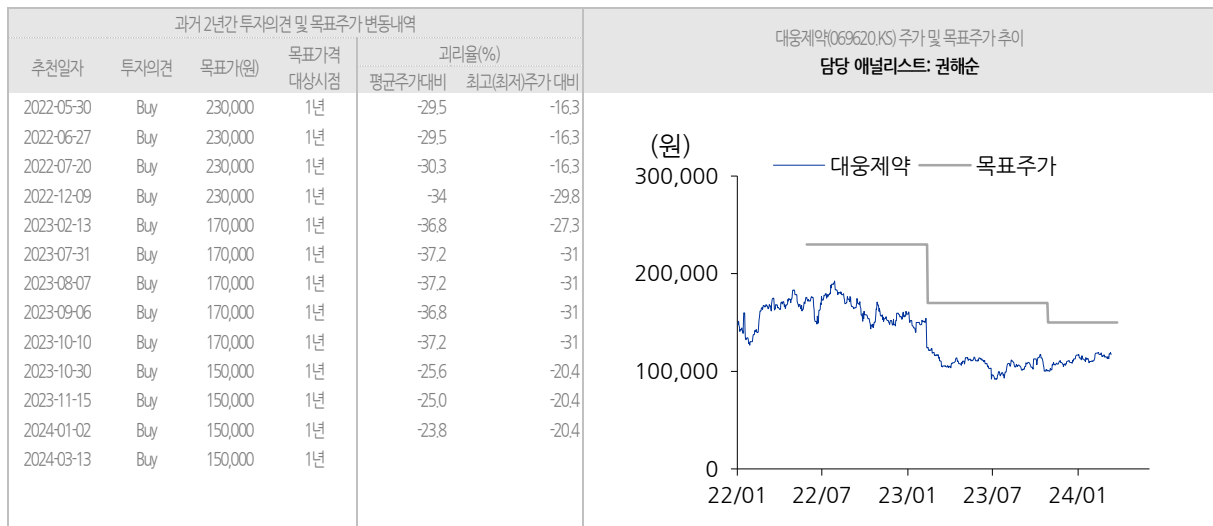 과거 2년간 투자의견 및 목표주가 변동내역
추천일자 투자의견 목표가(원) 목표가격 대상시점 괴리율(%)
평균주가대비 최고(최저)주가 대비
2022-05-30 Buy 230,000 1년 -29.5 -16.3
2022-06-27 Buy 230,000 1년 -29.5 -16.3
2022-07-20 Buy 230,000 1년 -30.3 -16.3
2022-12-09 Buy 230,000 1년 -34 -29.8
2023-02-13 Buy 170,000 1년 -36.8 -27.3
2023-07-31 Buy 170,000 1년 -37.2 -31
2023-08-07 Buy 170,000 1년 -37.2 -31
2023-09-06 Buy 170,000 1년 -36.8 -31
2023-10-10 Buy 170,000 1년 -37.2 -31
2023-10-30 Buy 150,000 1년 -25.6 -20.4
2023-11-15 Buy 150,000 1년 -25.0 -20.4
2024-01-02 Buy 150,000 1년 -23.8 -20.4
2024-03-13 Buy 150,000 1년
대웅제약(069620.KS) 주가 및 목표주가 추이
담당 애널리스트: 권해순
(원)
대웅제약 목표주가
300,000
200,000
100,000
0
22/01 22/07 23/01 23/07 24/01